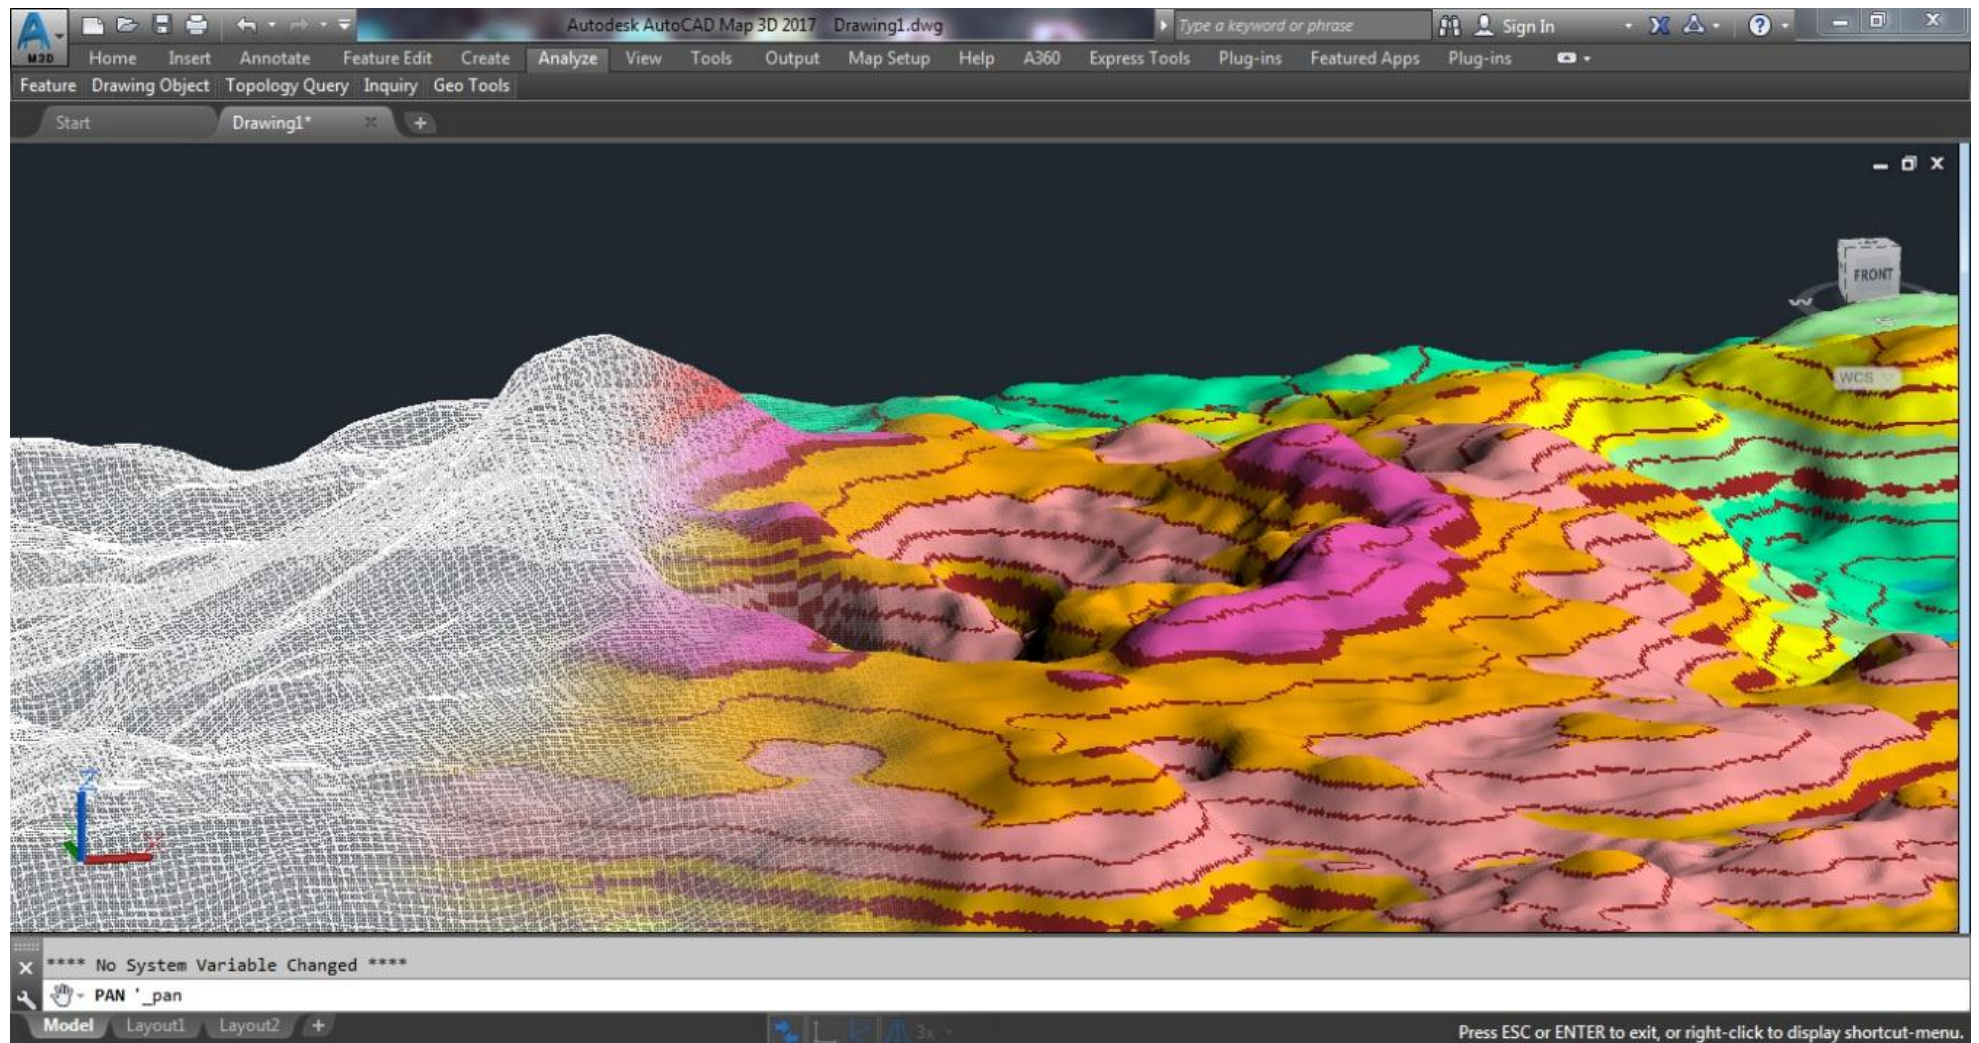 Autodesk AutoCAD Map 3D 2017 Drawing1.dwg Type a keyword or phrase Sign In
M3D Home Insert Annotate Feature Edit Create Analyze View Tools Output Map Setup Help A360 Express Tools Plug-ins Featured Apps Plug-ins
Feature Drawing Object Topology Query Inquiry Geo Tools
Start Drawing1*
FRONT
W
WCS
Z
X
**** No System Variable Changed ****
PAN '_pan
Model Layout1 Layout2 +
3x
Press ESC or ENTER to exit, or right-click to display shortcut-menu.